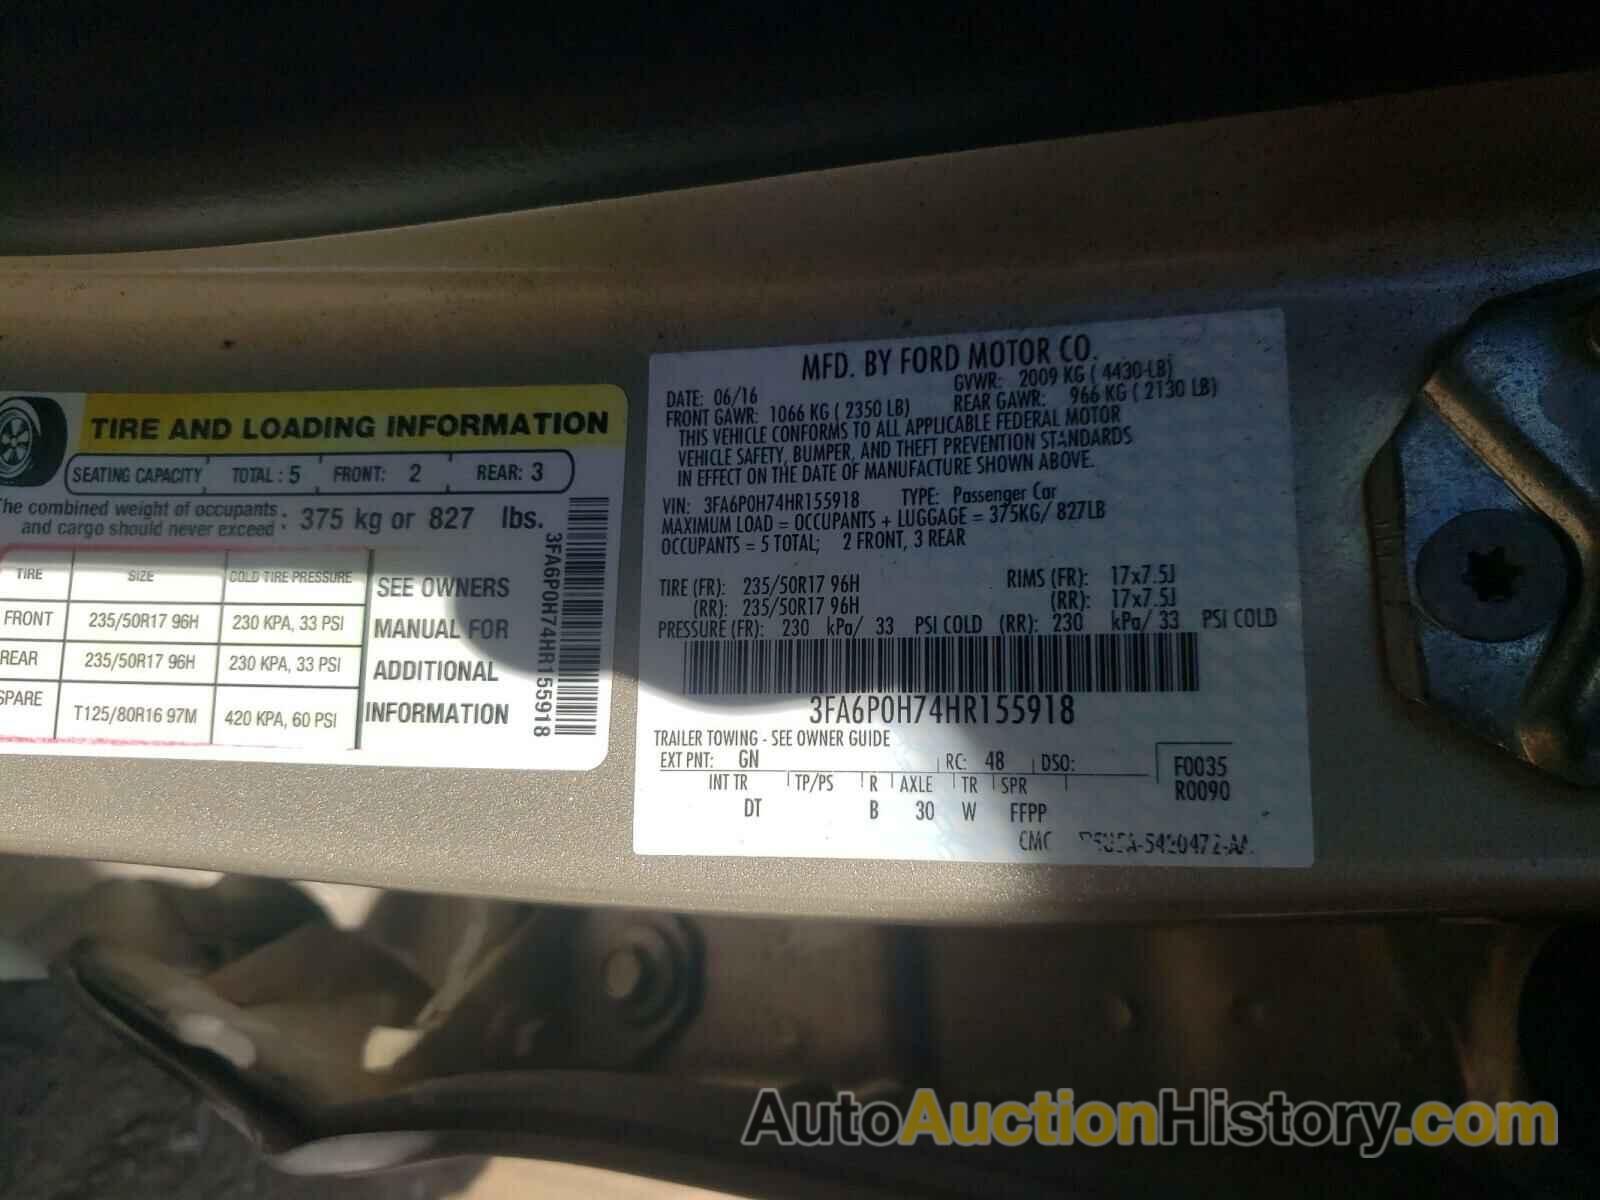 TIRE AND LOADING INFORMATION
SEATING CAPACITY TOTAL : 5 FRONT: 2 REAR: 3
The combined weight of occupants and cargo should never exceed : 375 kg or 827 lbs.
TIRE SIZE COLD TIRE PRESSURE
FRONT 235/50R17 96H 230 KPA, 33 PSI
REAR 235/50R17 96H 230 KPA, 33 PSI
SPARE T125/80R16 97M 420 KPA, 60 PSI
SEE OWNERS
MANUAL FOR
ADDITIONAL
INFORMATION
3FA6P0H74HR155918
MFD. BY FORD MOTOR CO.
DATE: 06/16 GVWR: 2009 KG ( 4430-LB)
FRONT GAWR: 1066 KG ( 2350 LB) REAR GAWR: 966 KG ( 2130 LB)
THIS VEHICLE CONFORMS TO ALL APPLICABLE FEDERAL MOTOR
VEHICLE SAFETY, BUMPER, AND THEFT PREVENTION STANDARDS
IN EFFECT ON THE DATE OF MANUFACTURE SHOWN ABOVE.
VIN: 3FA6P0H74HR155918 TYPE: Passenger Car
MAXIMUM LOAD = OCCUPANTS + LUGGAGE = 375KG/ 827LB
OCCUPANTS = 5 TOTAL; 2 FRONT, 3 REAR
TIRE (FR): 235/50R17 96H RIMS (FR): 17x7.5J
(RR): 235/50R17 96H (RR): 17x7.5J
PRESSURE (FR): 230 kPa/ 33 PSI COLD (RR): 230 kPa/ 33 PSI COLD
3FA6P0H74HR155918
TRAILER TOWING - SEE OWNER GUIDE
EXT PNT: GN RC: 48 DSO: F0035
INT TR TP/PS R AXLE TR SPR R0090
DT B 30 W FFPP
CMC
AutoAuctionHistory.com